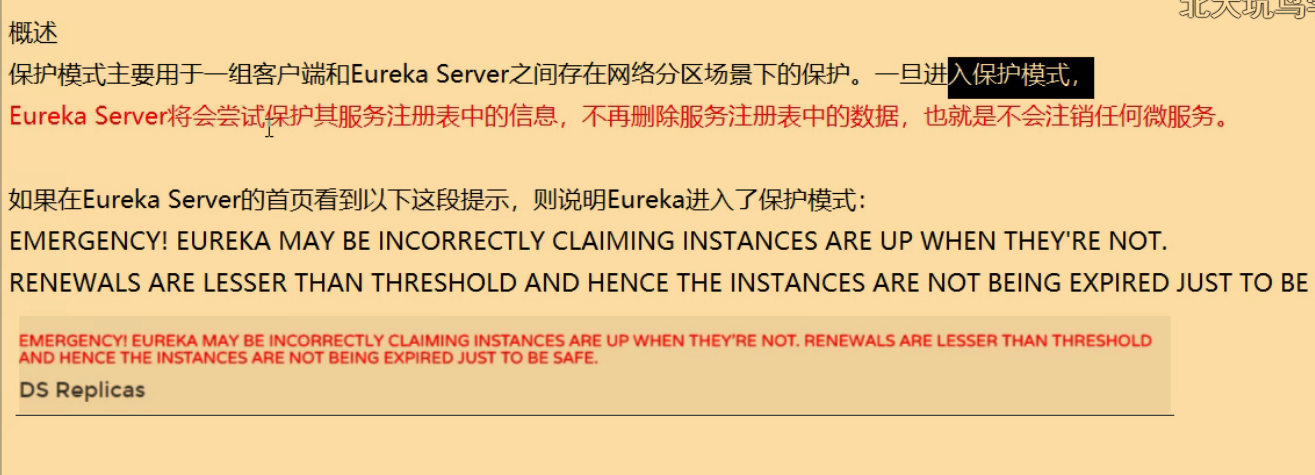 北大坑鸟
概述
保护模式主要用于一组客户端和Eureka Server之间存在网络分区场景下的保护。一旦进入保护模式，
Eureka Server将会尝试保护其服务注册表中的信息，不再删除服务注册表中的数据，也就是不会注销任何微服务。
如果在Eureka Server的首页看到以下这段提示，则说明Eureka进入了保护模式：
EMERGENCY! EUREKA MAY BE INCORRECTLY CLAIMING INSTANCES ARE UP WHEN THEY'RE NOT.
RENEWALS ARE LESSER THAN THRESHOLD AND HENCE THE INSTANCES ARE NOT BEING EXPIRED JUST TO BE
EMERGENCY! EUREKA MAY BE INCORRECTLY CLAIMING INSTANCES ARE UP WHEN THEY'RE NOT. RENEWALS ARE LESSER THAN THRESHOLD
AND HENCE THE INSTANCES ARE NOT BEING EXPIRED JUST TO BE SAFE.
DS Replicas